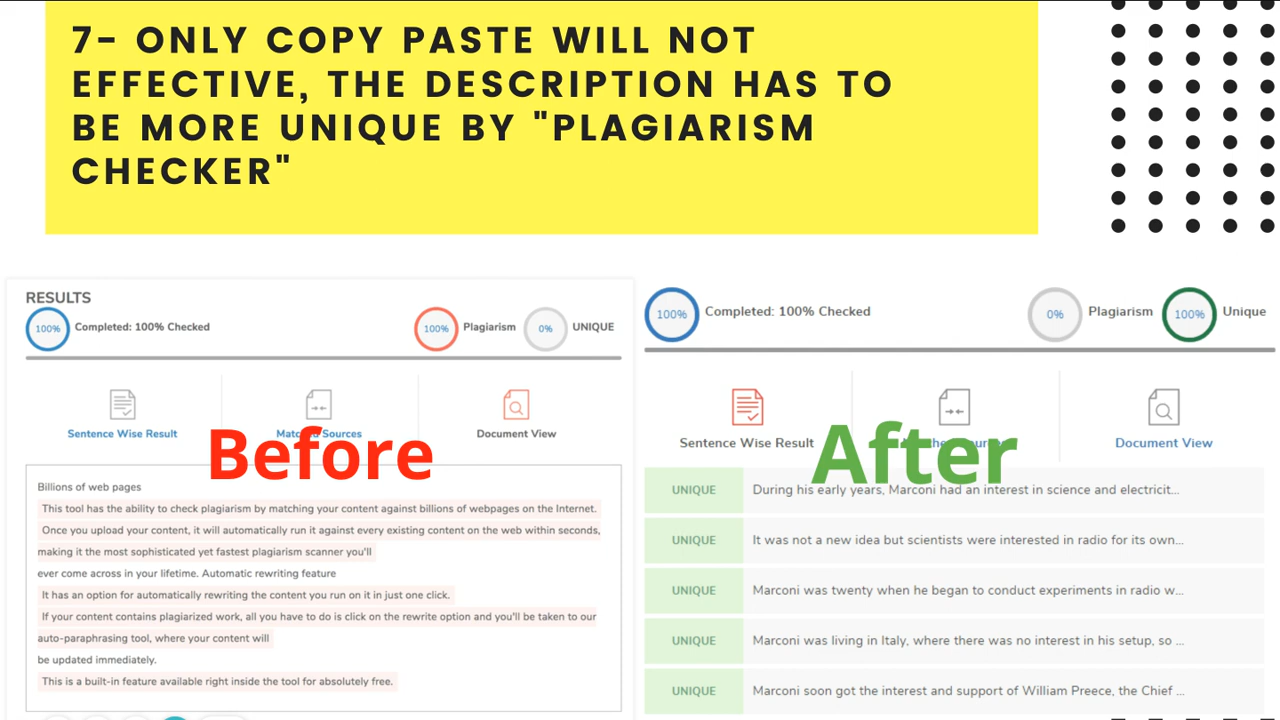 7- ONLY COPY PASTE WILL NOT
EFFECTIVE, THE DESCRIPTION HAS TO
BE MORE UNIQUE BY "PLAGIARISM
CHECKER"
RESULTS
100% Completed: 100% Checked
100% Plagiarism 0% UNIQUE
Sentence Wise Result
Sources
Document View
Before
Billions of web pages
This tool has the ability to check plagiarism by matching your content against billions of webpages on the Internet.
Once you upload your content, it will automatically run it against every existing content on the web within seconds,
making it the most sophisticated yet fastest plagiarism scanner you'll
ever come across in your lifetime. Automatic rewriting feature
It has an option for automatically rewriting the content you run on it in just one click.
If your content contains plagiarized work, all you have to do is click on the rewrite option and you'll be taken to our
auto-paraphrasing tool, where your content will
be updated immediately.
This is a built-in feature available right inside the tool for absolutely free.
100% Completed: 100% Checked
0% Plagiarism 100% Unique
Sentence Wise Result
Document View
After
UNIQUE During his early years, Marconi had an interest in science and electricit...
UNIQUE It was not a new idea but scientists were interested in radio for its own...
UNIQUE Marconi was twenty when he began to conduct experiments in radio w...
UNIQUE Marconi was living in Italy, where there was no interest in his setup, so ...
UNIQUE Marconi soon got the interest and support of William Preece, the Chief ...